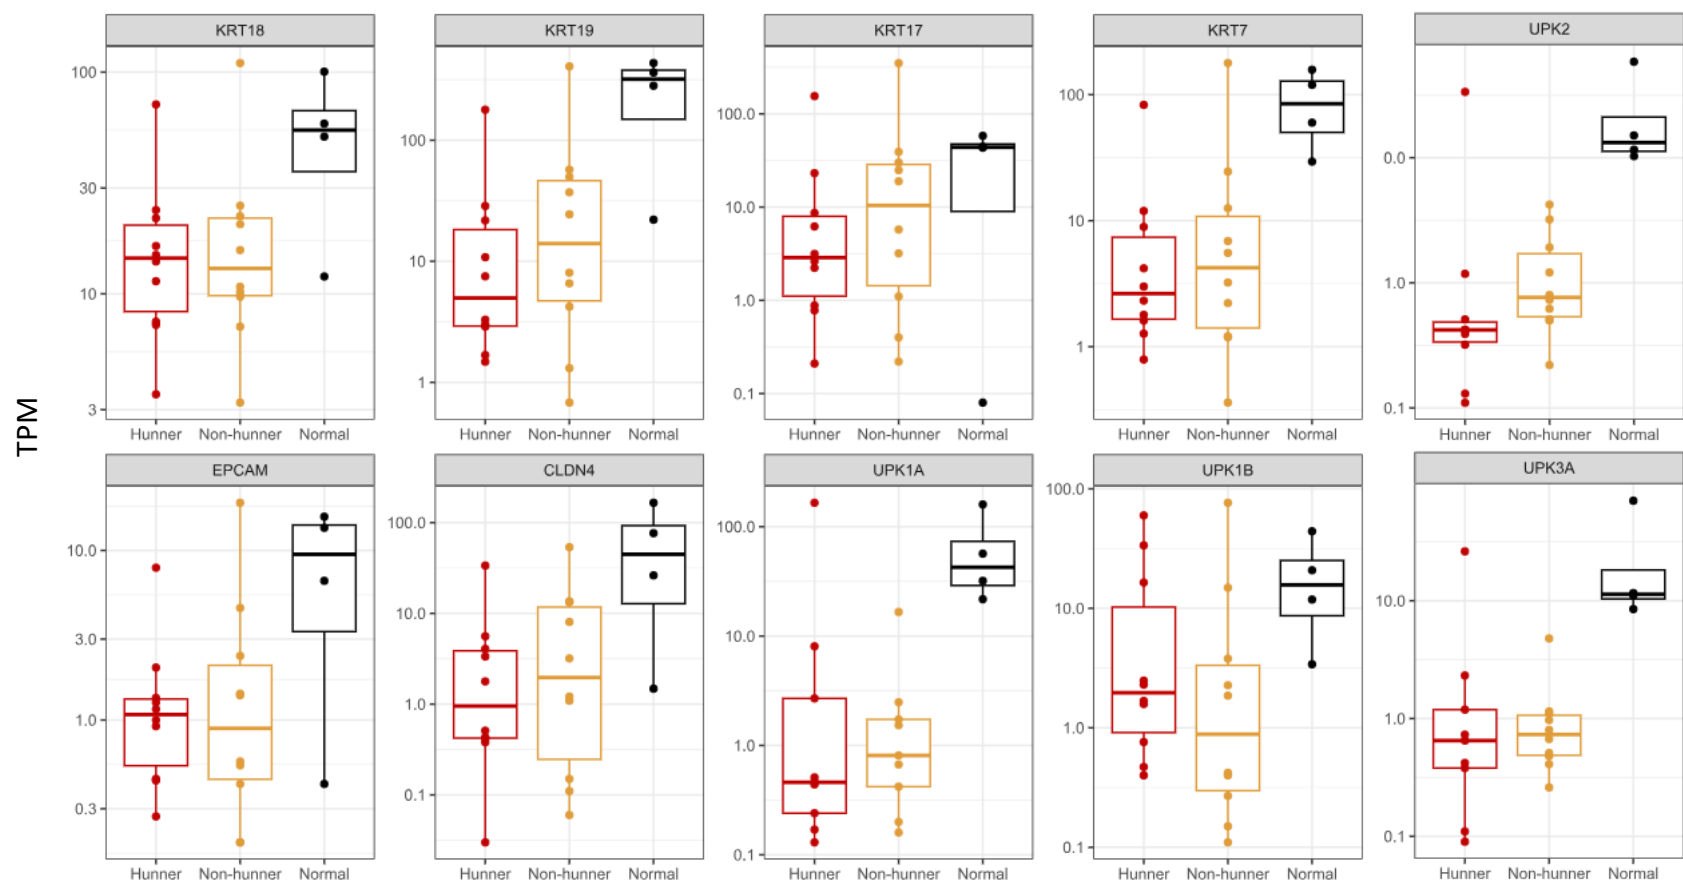 KRT18 KRT19 KRT17 KRT7 UPK2
100 30 10 3
100 10 1
100.0 10.0 1.0 0.1
100 10 1
0.0 1.0 0.1
Hunner Non-hunner Normal Hunner Non-hunner Normal Hunner Non-hunner Normal Hunner Non-hunner Normal Hunner Non-hunner Normal
TPM
EPCAM CLDN4 UPK1A UPK1B UPK3A
10.0 3.0 1.0 0.3
100.0 10.0 1.0 0.1
100.0 10.0 1.0 0.1
100.0 10.0 1.0 0.1
10.0 1.0 0.1
Hunner Non-hunner Normal Hunner Non-hunner Normal Hunner Non-hunner Normal Hunner Non-hunner Normal Hunner Non-hunner Normal